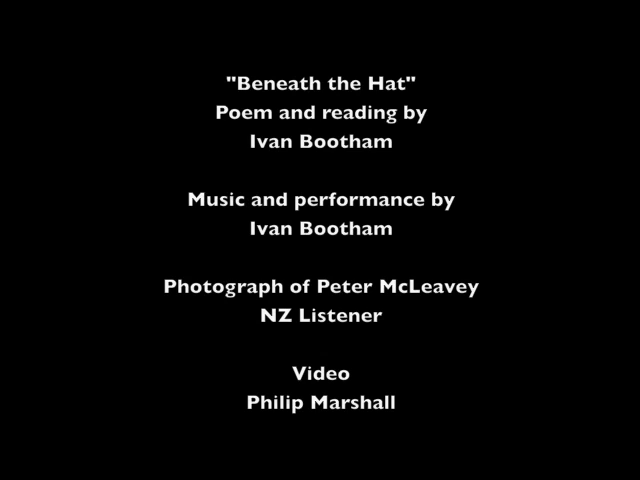 "Beneath the Hat"
Poem and reading by
Ivan Bootham
Music and performance by
Ivan Bootham
Photograph of Peter McLeavey
NZ Listener
Video
Philip Marshall